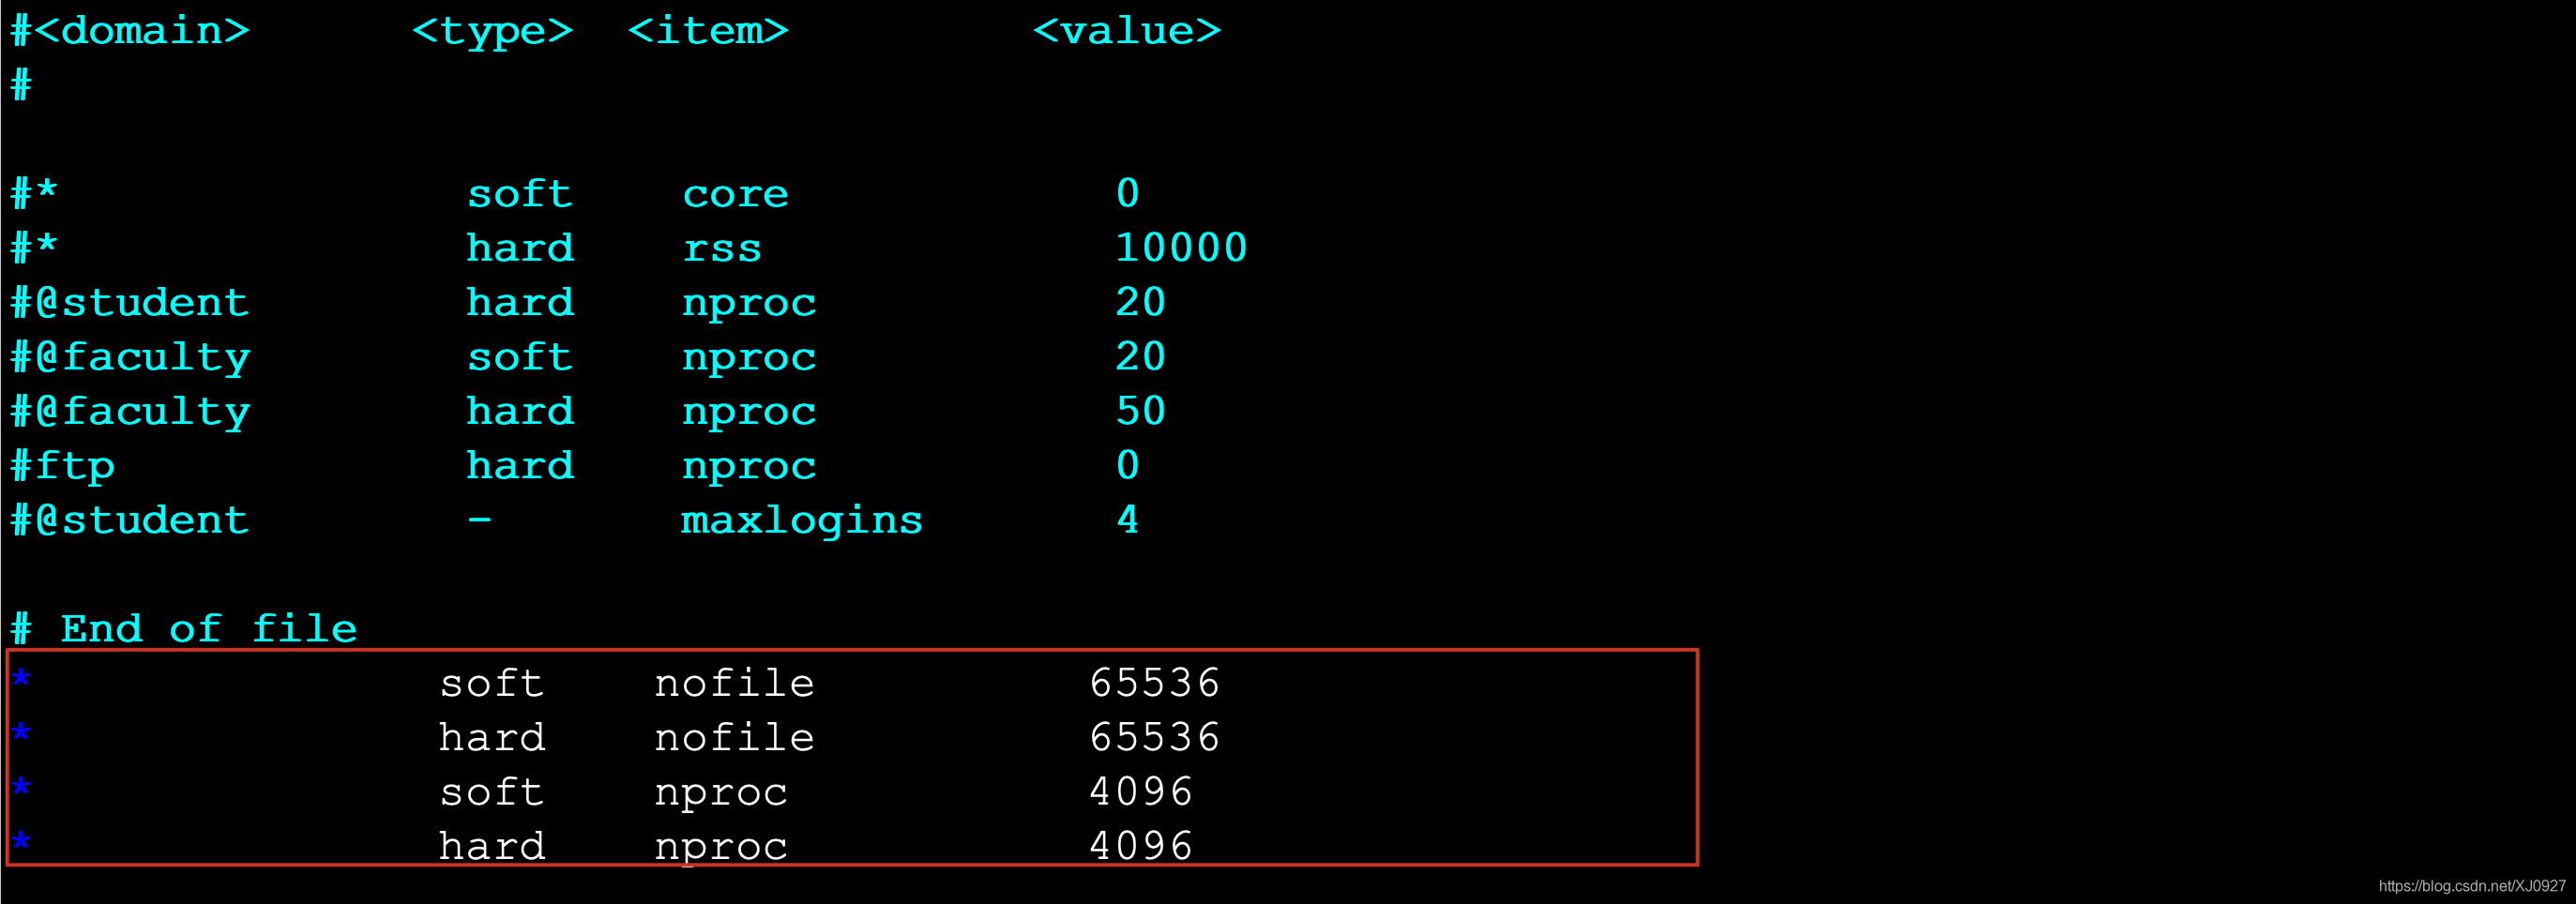 #<domain>      <type>  <item>         <value>
#
#*               soft    core            0
#*               hard    rss             10000
#@student        hard    nproc           20
#@faculty        soft    nproc           20
#@faculty        hard    nproc           50
#ftp             hard    nproc           0
#@student        -       maxlogins       4
# End of file
*               soft    nofile          65536
*               hard    nofile          65536
*               soft    nproc           4096
*               hard    nproc           4096
https://blog.csdn.net/XJ0927